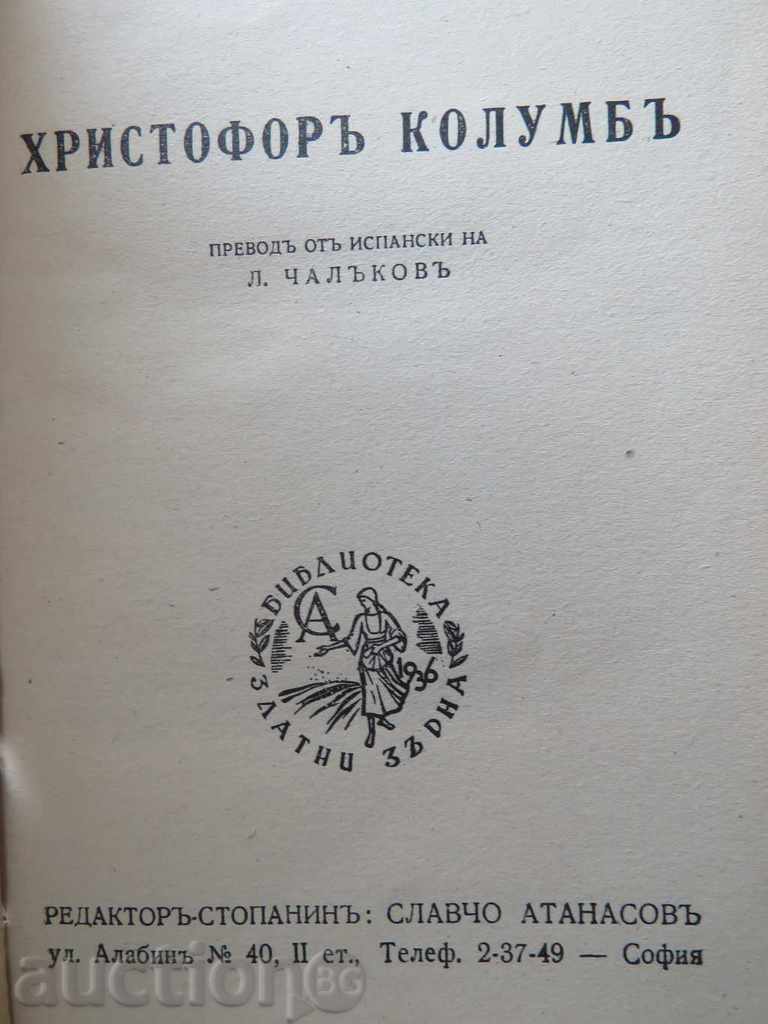 ХРИСТОФОРЪ КОЛУМБЪ
ПРЕВОДЪ ОТЪ ИСПАНСКИ НА
Л. ЧАЛЪКОВЪ
БИБЛИОТЕКА
СА
1936
ЗЛАТНИ ЗЪРНА
РЕДАКТОРЪ-СТОПАНИНЪ: СЛАВЧО АТАНАСОВЪ
ул. Алабинъ № 40, II ет., Телеф. 2-37-49 — София
auction BG